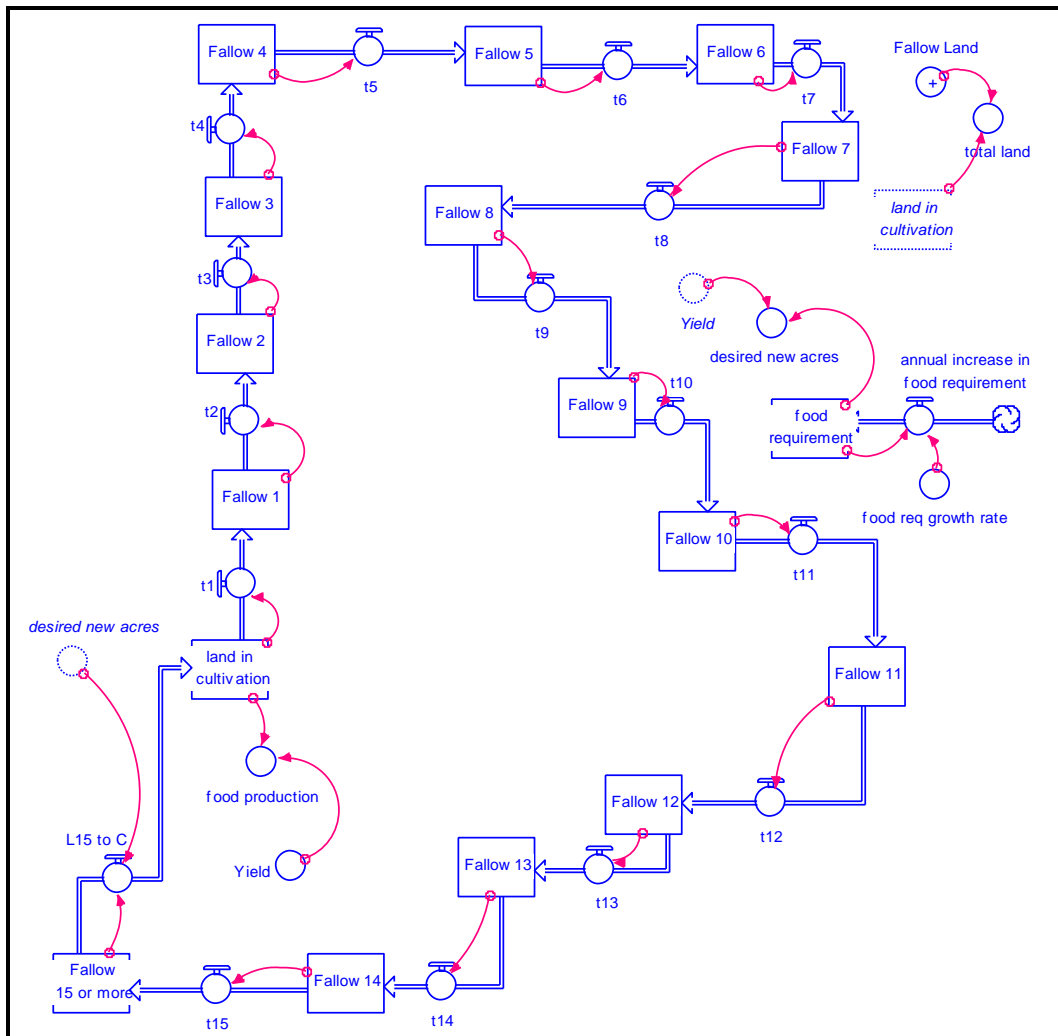 Fallow 4
t5
Fallow 5
t6
Fallow 6
t7
Fallow Land
total land
land in
cultivation
t4
Fallow 3
Fallow 7
Fallow 8
t8
t3
Fallow 2
t9
Yield
desired new acres
annual increase in
food requirement
t2
Fallow 9
t10
food
requirement
Fallow 1
food req growth rate
Fallow 10
t11
t1
desired new acres
land in
cultivation
Fallow 11
food production
Fallow 12
t12
L15 to C
Yield
Fallow 13
t13
Fallow
15 or more
t15
Fallow 14
t14